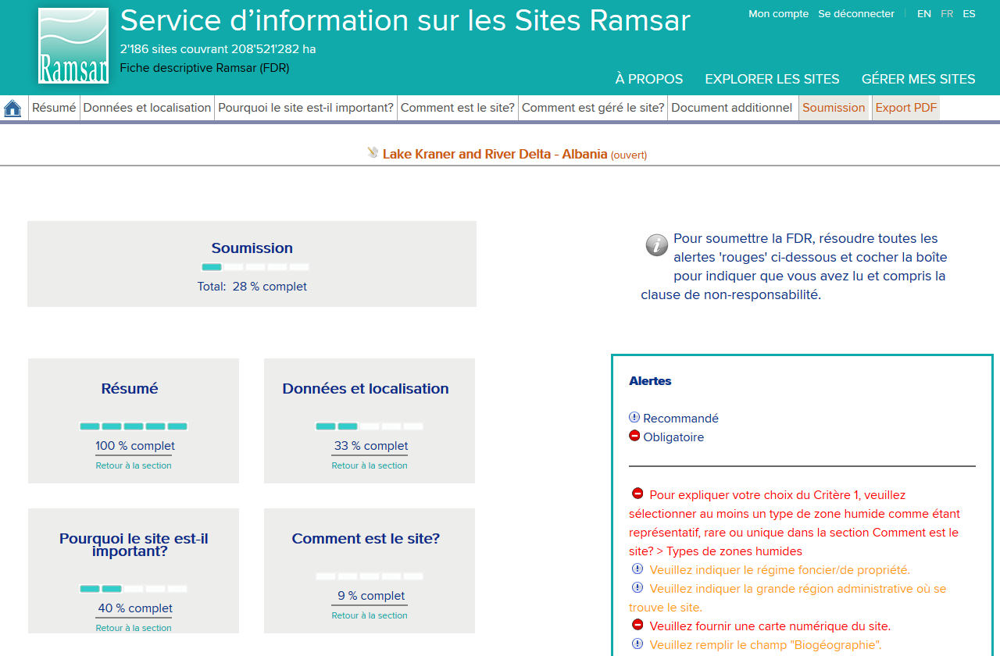 Service d’information sur les Sites Ramsar
Mon compte Se déconnecter | EN FR ES
Ramsar
2'186 sites couvrant 208'521'282 ha
Fiche descriptive Ramsar (FDR)
À PROPOS EXPLORER LES SITES GÉRER MES SITES
Résumé Données et localisation Pourquoi le site est-il important? Comment est le site? Comment est géré le site? Document additionnel Soumission Export PDF
Lake Kraner and River Delta - Albania (ouvert)
Soumission
Total: 28 % complet
Pour soumettre la FDR, résoudre toutes les
alertes 'rouges' ci-dessous et cocher la boîte
pour indiquer que vous avez lu et compris la
clause de non-responsabilité.
Résumé
100 % complet
Retour à la section
Données et localisation
33 % complet
Retour à la section
Pourquoi le site est-il
important?
40 % complet
Retour à la section
Comment est le site?
9 % complet
Retour à la section
Alertes
Recommandé
Obligatoire
Pour expliquer votre choix du Critère 1, veuillez
sélectionner au moins un type de zone humide comme étant
représentatif, rare ou unique dans la section Comment est le
site? > Types de zones humides
Veuillez indiquer le régime foncier/de propriété.
Veuillez indiquer la grande région administrative où se
trouve le site.
Veuillez fournir une carte numérique du site.
Veuillez remplir le champ "Biogéographie".